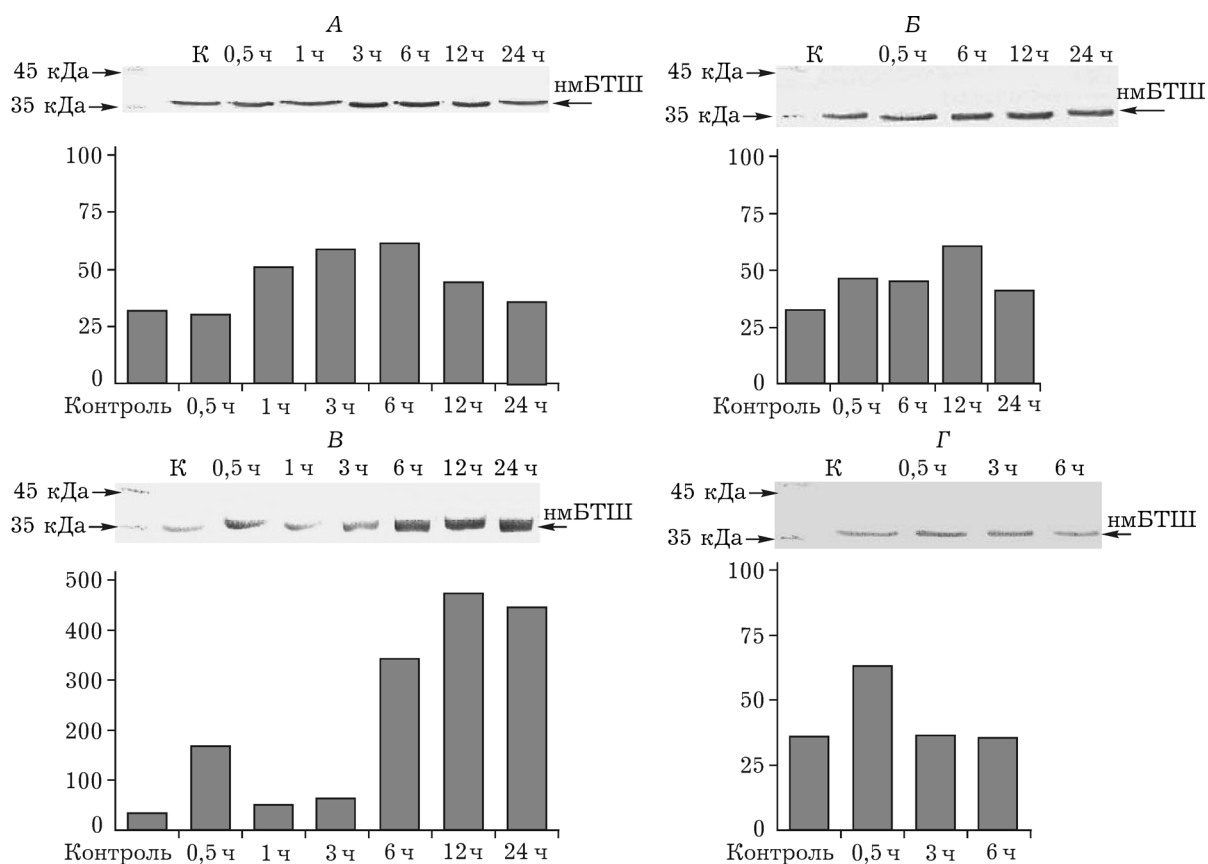 А
К 0,5 ч 1 ч 3 ч 6 ч 12 ч 24 ч
45 кДа
нмБТШ
35 кДа
100
75
50
25
0
Контроль 0,5 ч 1 ч 3 ч 6 ч 12 ч 24 ч
Б
К 0,5 ч 6 ч 12 ч 24 ч
45 кДа
нмБТШ
35 кДа
100
75
50
25
0
Контроль 0,5 ч 6 ч 12 ч 24 ч
В
К 0,5 ч 1 ч 3 ч 6 ч 12 ч 24 ч
45 кДа
нмБТШ
35 кДа
500
400
300
200
100
0
Контроль 0,5 ч 1 ч 3 ч 6 ч 12 ч 24 ч
Г
К 0,5 ч 3 ч 6 ч
45 кДа
нмБТШ
35 кДа
100
75
50
25
0
Контроль 0,5 ч 3 ч 6 ч